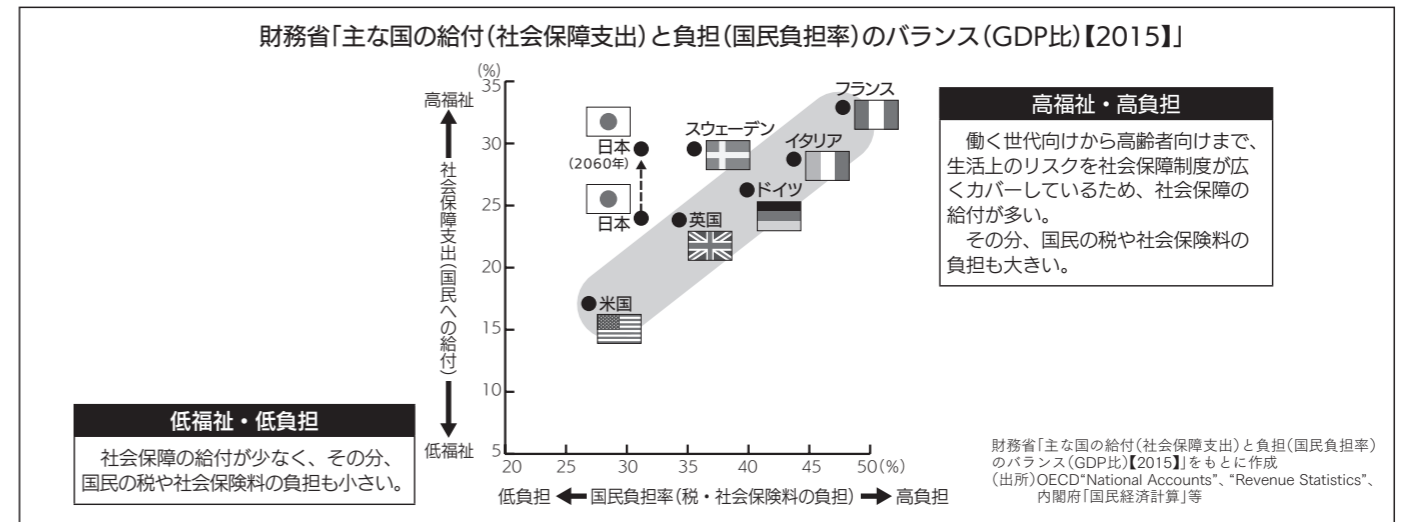 財務省「主な国の給付(社会保障支出)と負担(国民負担率)のバランス(GDP比)【2015】」
(%)
35
30
25
20
15
10
5
高福祉
社会保障支出(国民への給付)
低福祉
フランス
スウェーデン
イタリア
日本
(2060年)
ドイツ
日本
英国
米国
高福祉・高負担
働く世代向けから高齢者向けまで、
生活上のリスクを社会保障制度が広
くカバーしているため、社会保障の
給付が多い。
その分、国民の税や社会保険料の
負担も大きい。
低福祉・低負担
社会保障の給付が少なく、その分、
国民の税や社会保険料の負担も小さい。
20 25 30 35 40 45 50(%)
低負担 国民負担率(税・社会保険料の負担) 高負担
財務省「主な国の給付(社会保障支出)と負担(国民負担率)
のバランス(GDP比)【2015】」をもとに作成
(出所)OECD“National Accounts”、“Revenue Statistics”、
内閣府「国民経済計算」等